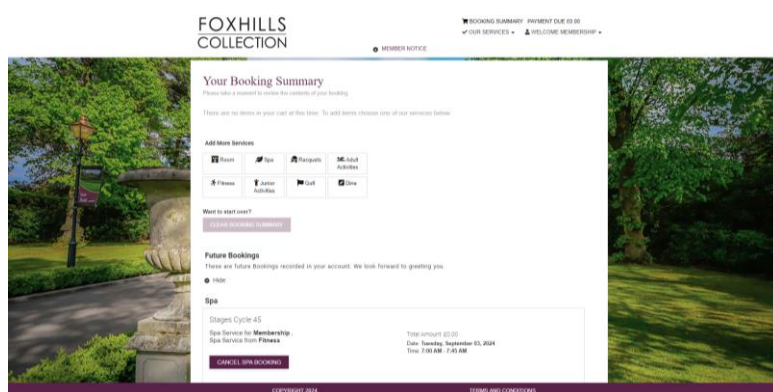 FOXHILLS
COLLECTION
BOOKING SUMMARY PAYMENT DUE £0.00
OUR SERVICES
WELCOME MEMBERSHIP
MEMBER NOTICE
Your Booking Summary
Please take a moment to review the contents of your booking.
There are no items in your cart at this time. To add items choose one of our services below.
Add More Services
Room
Spa
Racquets
Adult
Activities
Fitness
Junior
Activities
Golf
Dine
Want to start over?
CLEAR BOOKING SUMMARY
Future Bookings
These are future Bookings recorded in your account. We look forward to greeting you.
Hide
Spa
Stages Cycle 45
Spa Service for Membership .
Spa Service from Fitness
Total Amount £0.00
Date Tuesday, September 03, 2024
Time 7:00 AM - 7:45 AM
CANCEL SPA BOOKING
COPYRIGHT 2024
TERMS AND CONDITIONS